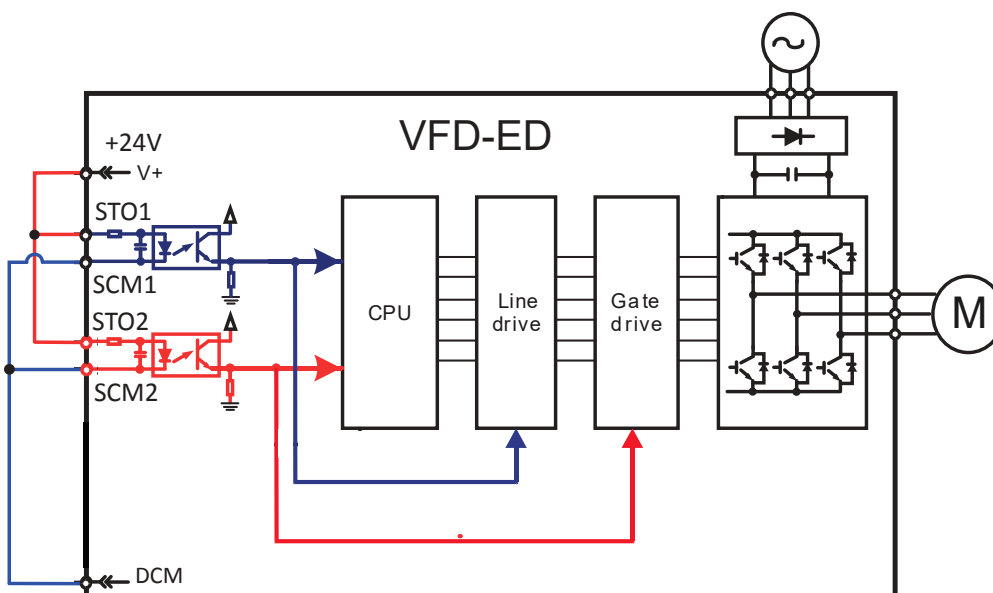 VFD-ED
+24V
V+
STO1
SCM1
STO2
SCM2
CPU
Line
drive
Gate
drive
M
DCM